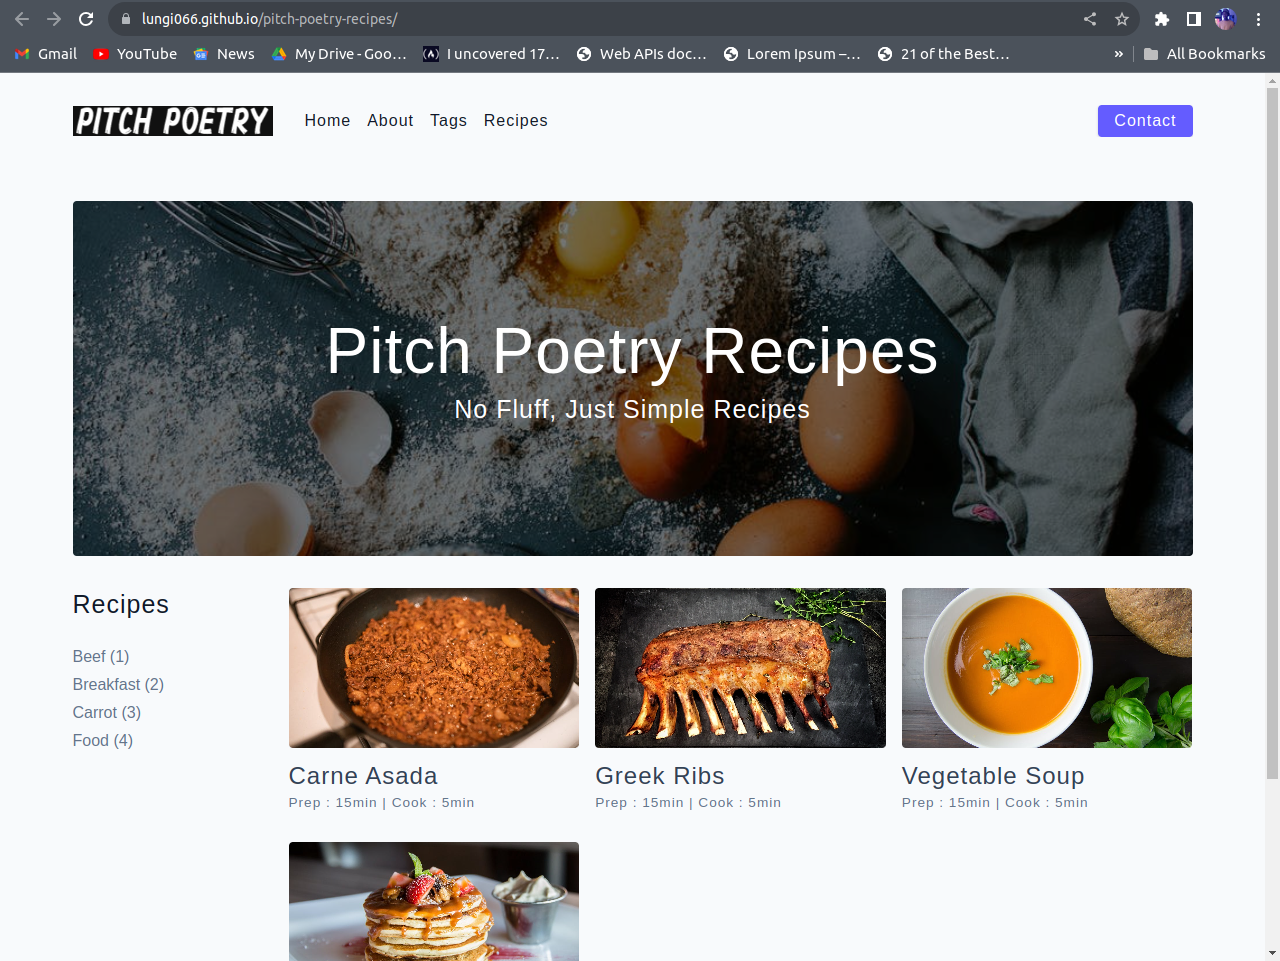 lungi066.github.io/pitch-poetry-recipes/
Gmail YouTube News My Drive - Goo… I uncovered 17… Web APIs doc… Lorem Ipsum –… 21 of the Best… » All Bookmarks
PITCH POETRY Home About Tags Recipes Contact
Pitch Poetry Recipes
No Fluff, Just Simple Recipes
Recipes
Beef (1)
Breakfast (2)
Carrot (3)
Food (4)
Carne Asada
Prep : 15min | Cook : 5min
Greek Ribs
Prep : 15min | Cook : 5min
Vegetable Soup
Prep : 15min | Cook : 5min